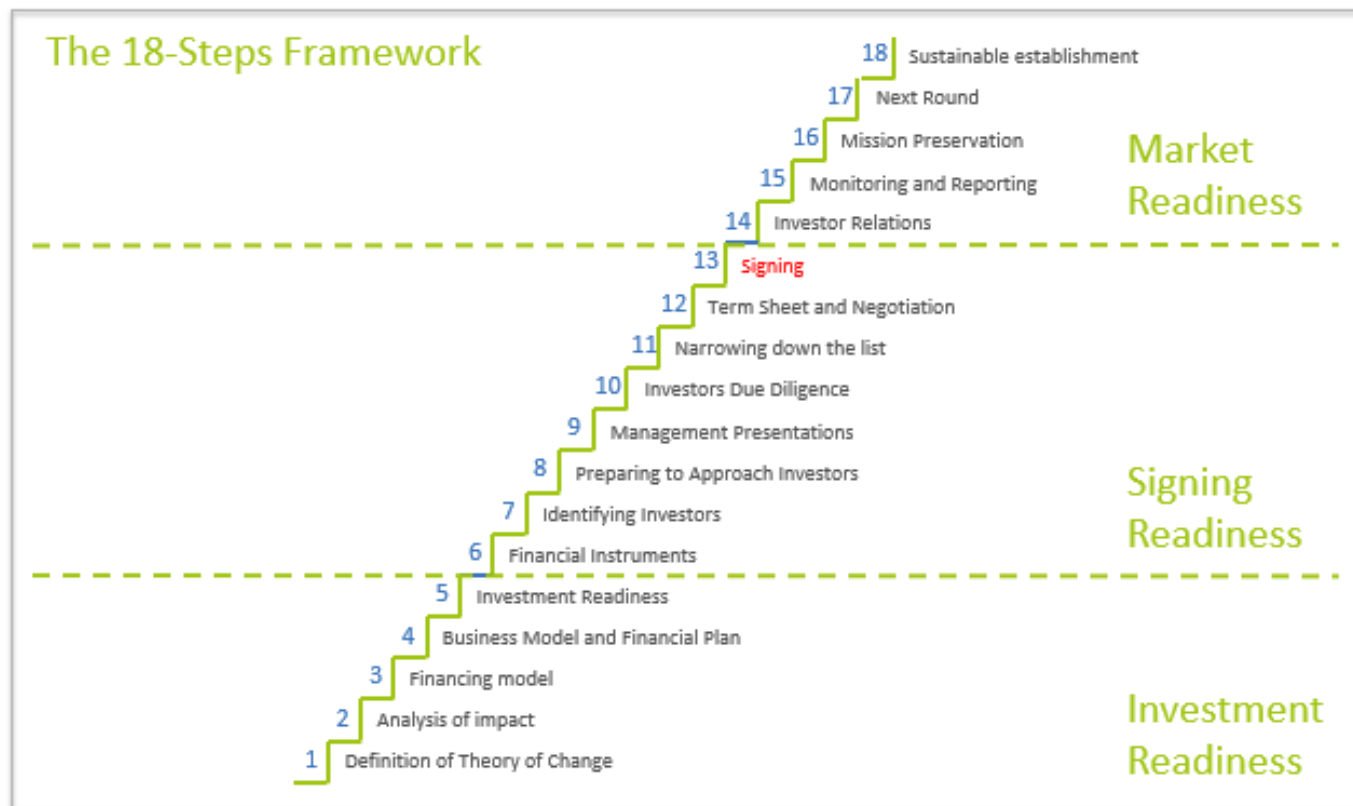 The 18-Steps Framework
18 Sustainable establishment
17 Next Round
16 Mission Preservation
Market
Readiness
15 Monitoring and Reporting
14 Investor Relations
13 Signing
12 Term Sheet and Negotiation
11 Narrowing down the list
10 Investors Due Diligence
9 Management Presentations
8 Preparing to Approach Investors
Signing
Readiness
7 Identifying Investors
6 Financial Instruments
5 Investment Readiness
4 Business Model and Financial Plan
3 Financing model
2 Analysis of impact
Investment
Readiness
1 Definition of Theory of Change